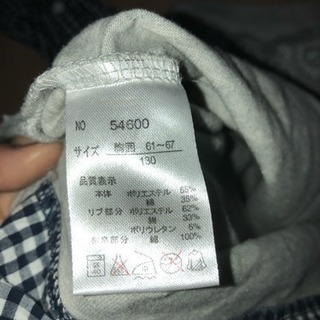 NO 54600
サイズ 胸囲 61〜67
130
品質表示
本体 ポリエステル 65%
綿 35%
リブ部分 ポリエステル 62%
綿 33%
ポリウレタン 5%
部分 綿 100%